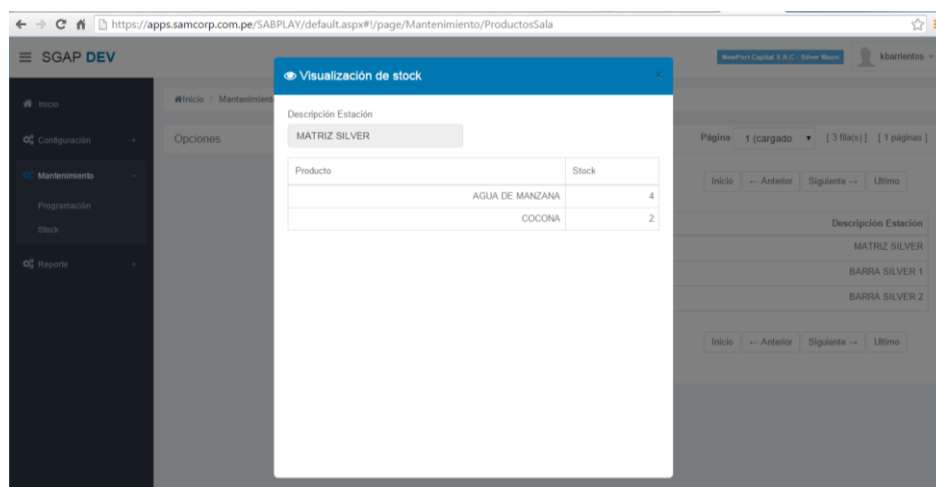 https://apps.samcorp.com.pe/SABPLAY/default.aspx#!/page/Mantenimiento/ProductosSala
SGAP DEV
NewPort Capital S.A.C - Silver Moon
kbarrientos
Visualización de stock
×
Inicio
Configuración +
Mantenimiento -
Programación
Stock
Reporte +
Inicio / Mantenimient
Opciones
Página 1 (cargado [ 3 fila(s) ] [ 1 páginas ]
Inicio ← Anterior Siguiente → Ultimo
Descripción Estación
MATRIZ SILVER
BARRA SILVER 1
BARRA SILVER 2
Inicio ← Anterior Siguiente → Ultimo
Descripción Estación
MATRIZ SILVER
Producto Stock
AGUA DE MANZANA 4
COCONA 2